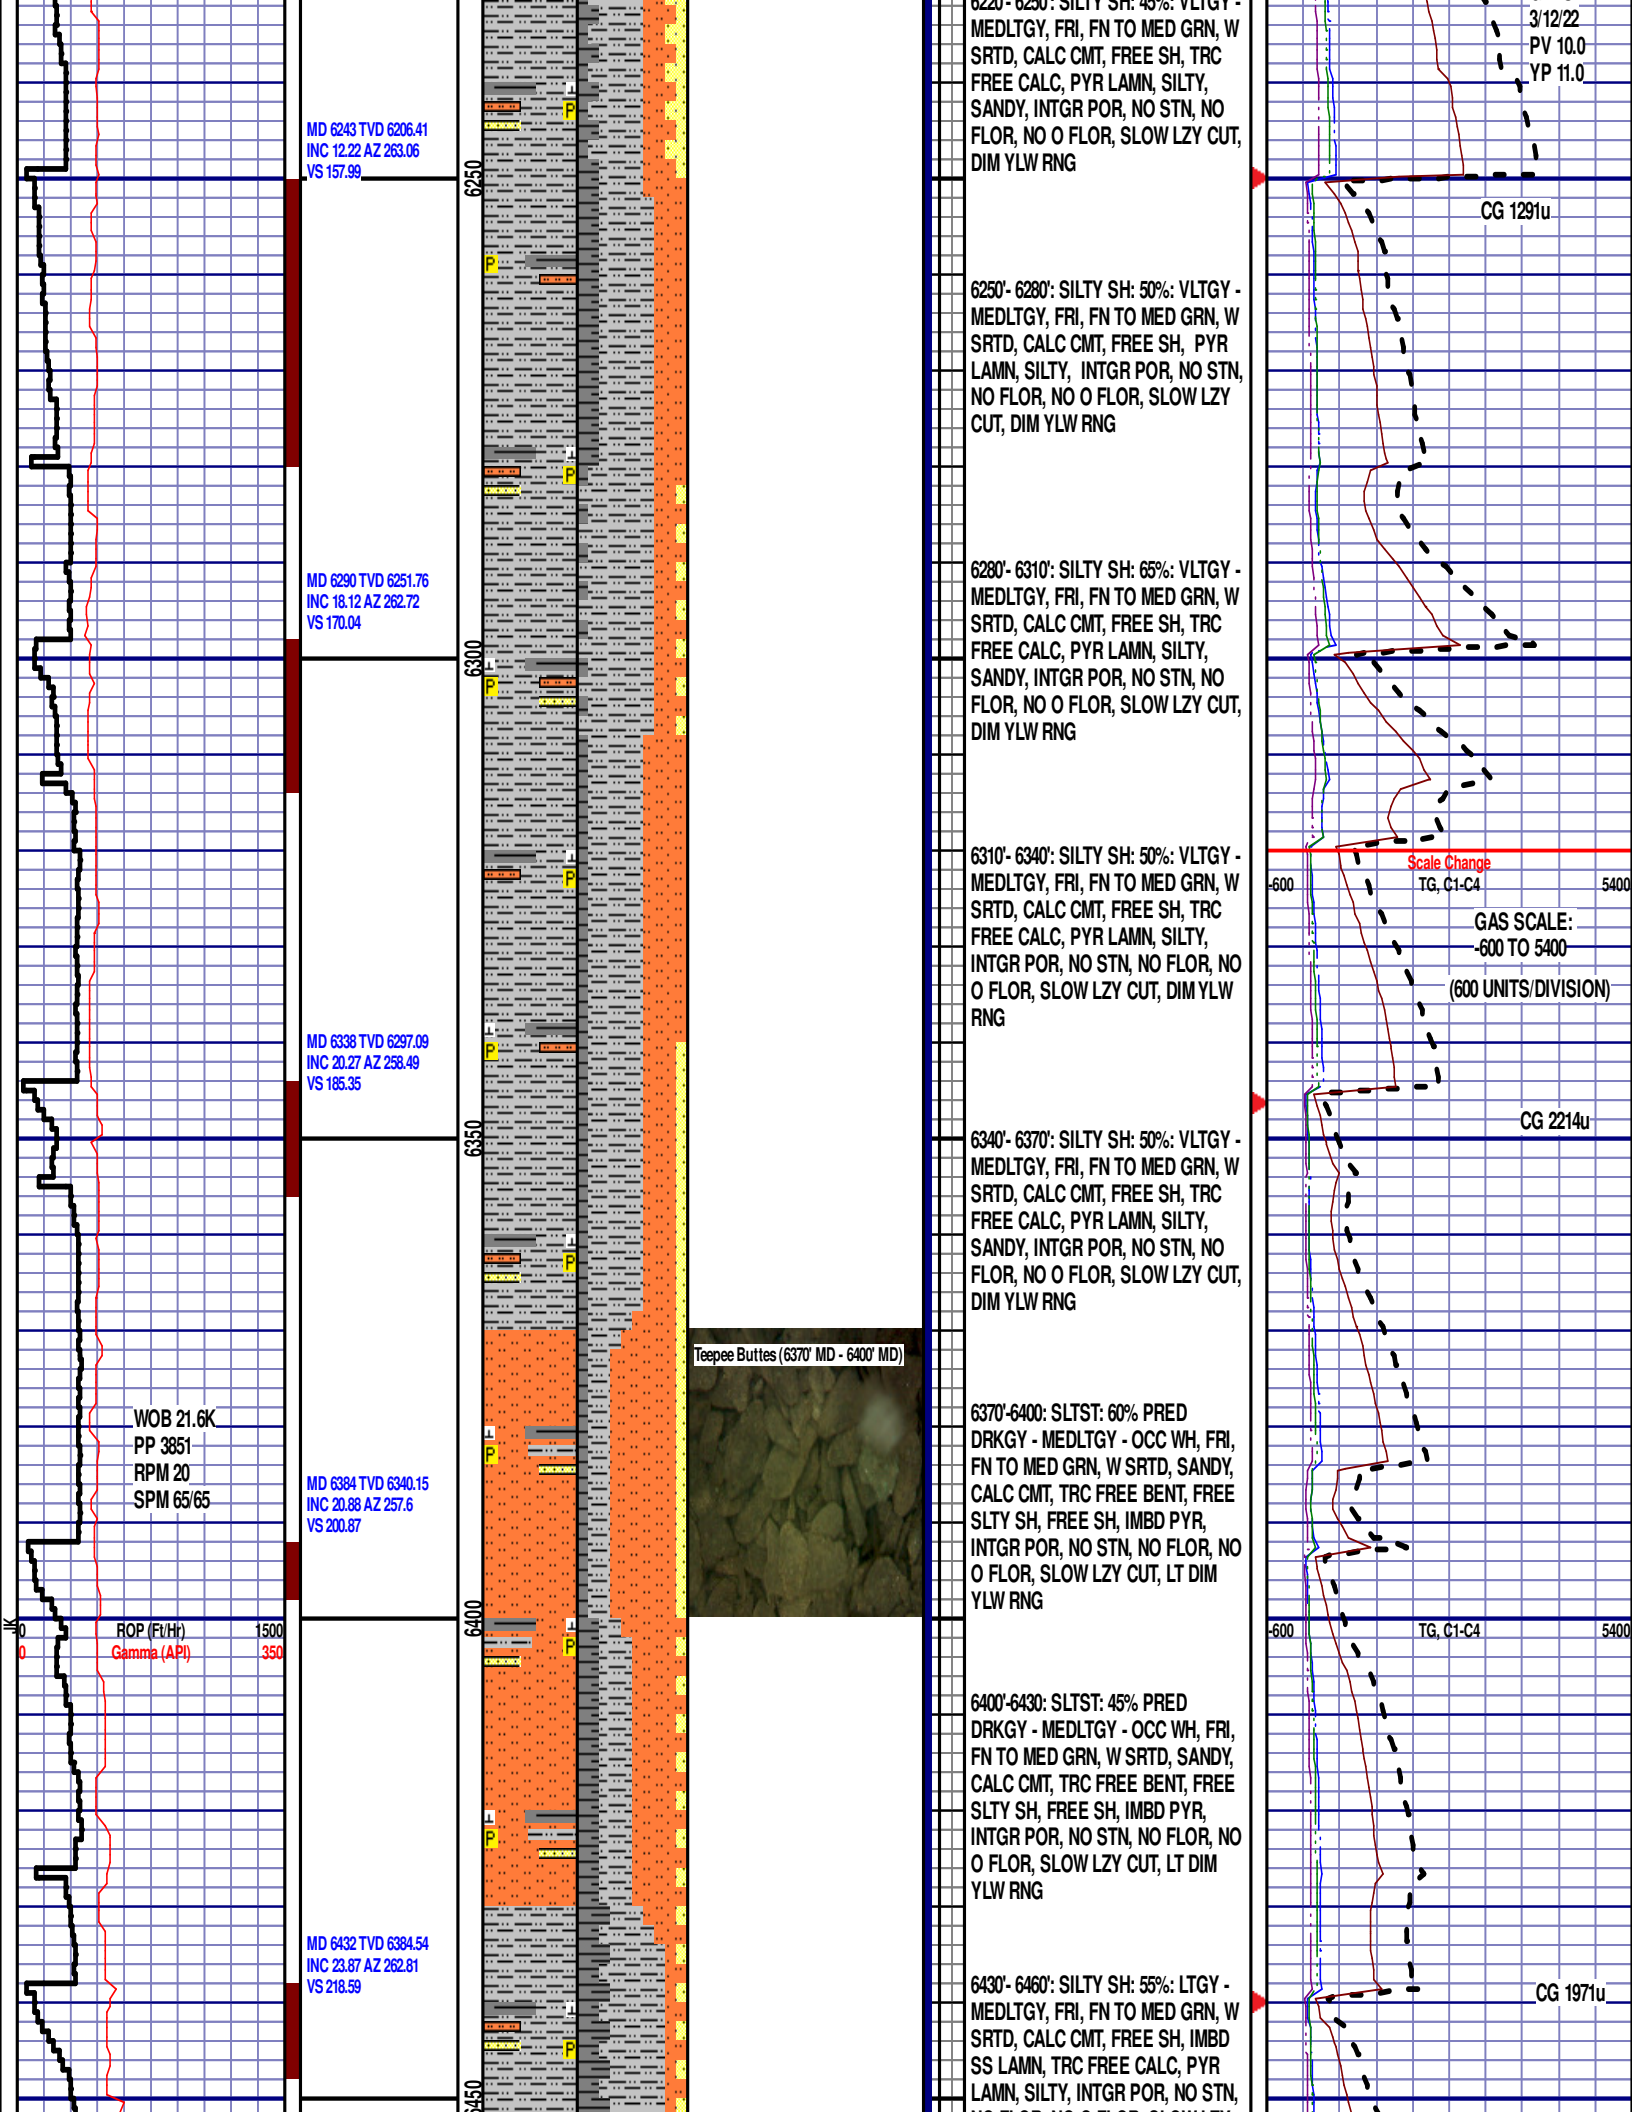 6220'- 6250': SILTY SH: 45%: VLTGY -
MEDLTGY, FRI, FN TO MED GRN, W
SRTD, CALC CMT, FREE SH, TRC
FREE CALC, PYR LAMN, SILTY,
SANDY, INTGR POR, NO STN, NO
FLOR, NO O FLOR, SLOW LZY CUT,
DIM YLW RNG
3/12/22
PV 10.0
YP 11.0
MD 6243 TVD 6206.41
INC 12.22 AZ 263.06
VS 157.99
6250
CG 1291u
6250'- 6280': SILTY SH: 50%: VLTGY -
MEDLTGY, FRI, FN TO MED GRN, W
SRTD, CALC CMT, FREE SH, PYR
LAMN, SILTY, INTGR POR, NO STN,
NO FLOR, NO O FLOR, SLOW LZY
CUT, DIM YLW RNG
MD 6290 TVD 6251.76
INC 18.12 AZ 262.72
VS 170.04
6300
6280'- 6310': SILTY SH: 65%: VLTGY -
MEDLTGY, FRI, FN TO MED GRN, W
SRTD, CALC CMT, FREE SH, TRC
FREE CALC, PYR LAMN, SILTY,
SANDY, INTGR POR, NO STN, NO
FLOR, NO O FLOR, SLOW LZY CUT,
DIM YLW RNG
6310'- 6340': SILTY SH: 50%: VLTGY -
MEDLTGY, FRI, FN TO MED GRN, W
SRTD, CALC CMT, FREE SH, TRC
FREE CALC, PYR LAMN, SILTY,
INTGR POR, NO STN, NO FLOR, NO
O FLOR, SLOW LZY CUT, DIM YLW
RNG
Scale Change
-600 TG, C1-C4 5400
GAS SCALE:
-600 TO 5400
(600 UNITS/DIVISION)
MD 6338 TVD 6297.09
INC 20.27 AZ 258.49
VS 185.35
6350
CG 2214u
6340'- 6370': SILTY SH: 50%: VLTGY -
MEDLTGY, FRI, FN TO MED GRN, W
SRTD, CALC CMT, FREE SH, TRC
FREE CALC, PYR LAMN, SILTY,
SANDY, INTGR POR, NO STN, NO
FLOR, NO O FLOR, SLOW LZY CUT,
DIM YLW RNG
Teepee Buttes (6370' MD - 6400' MD)
WOB 21.6K
PP 3851
RPM 20
SPM 65/65
MD 6384 TVD 6340.15
INC 20.88 AZ 257.6
VS 200.87
6370'-6400: SLTST: 60% PRED
DRKGY - MEDLTGY - OCC WH, FRI,
FN TO MED GRN, W SRTD, SANDY,
CALC CMT, TRC FREE BENT, FREE
SLTY SH, FREE SH, IMBD PYR,
INTGR POR, NO STN, NO FLOR, NO
O FLOR, SLOW LZY CUT, LT DIM
YLW RNG
6400
0 ROP (Ft/Hr) 1500
0 Gamma (API) 350
-600 TG, C1-C4 5400
6400'-6430: SLTST: 45% PRED
DRKGY - MEDLTGY - OCC WH, FRI,
FN TO MED GRN, W SRTD, SANDY,
CALC CMT, TRC FREE BENT, FREE
SLTY SH, FREE SH, IMBD PYR,
INTGR POR, NO STN, NO FLOR, NO
O FLOR, SLOW LZY CUT, LT DIM
YLW RNG
MD 6432 TVD 6384.54
INC 23.87 AZ 262.81
VS 218.59
CG 1971u
6430'- 6460': SILTY SH: 55%: LTGY -
MEDLTGY, FRI, FN TO MED GRN, W
SRTD, CALC CMT, FREE SH, IMBD
SS LAMN, TRC FREE CALC, PYR
LAMN, SILTY, INTGR POR, NO STN,
6450